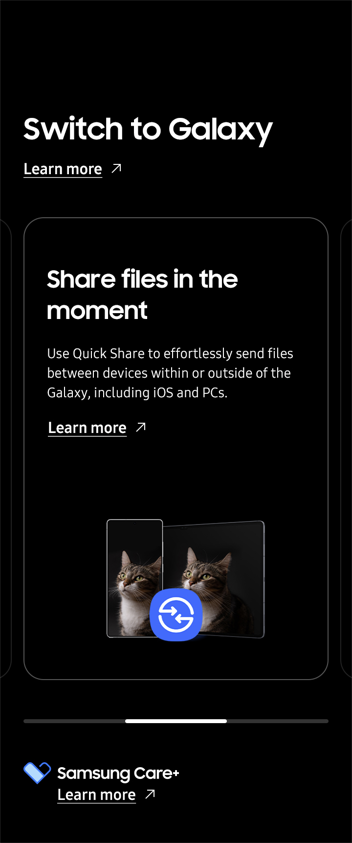 Switch to Galaxy
Learn more
Share files in the
moment
Use Quick Share to effortlessly send files
between devices within or outside of the
Galaxy, including iOS and PCs.
Learn more
Samsung Care+
Learn more